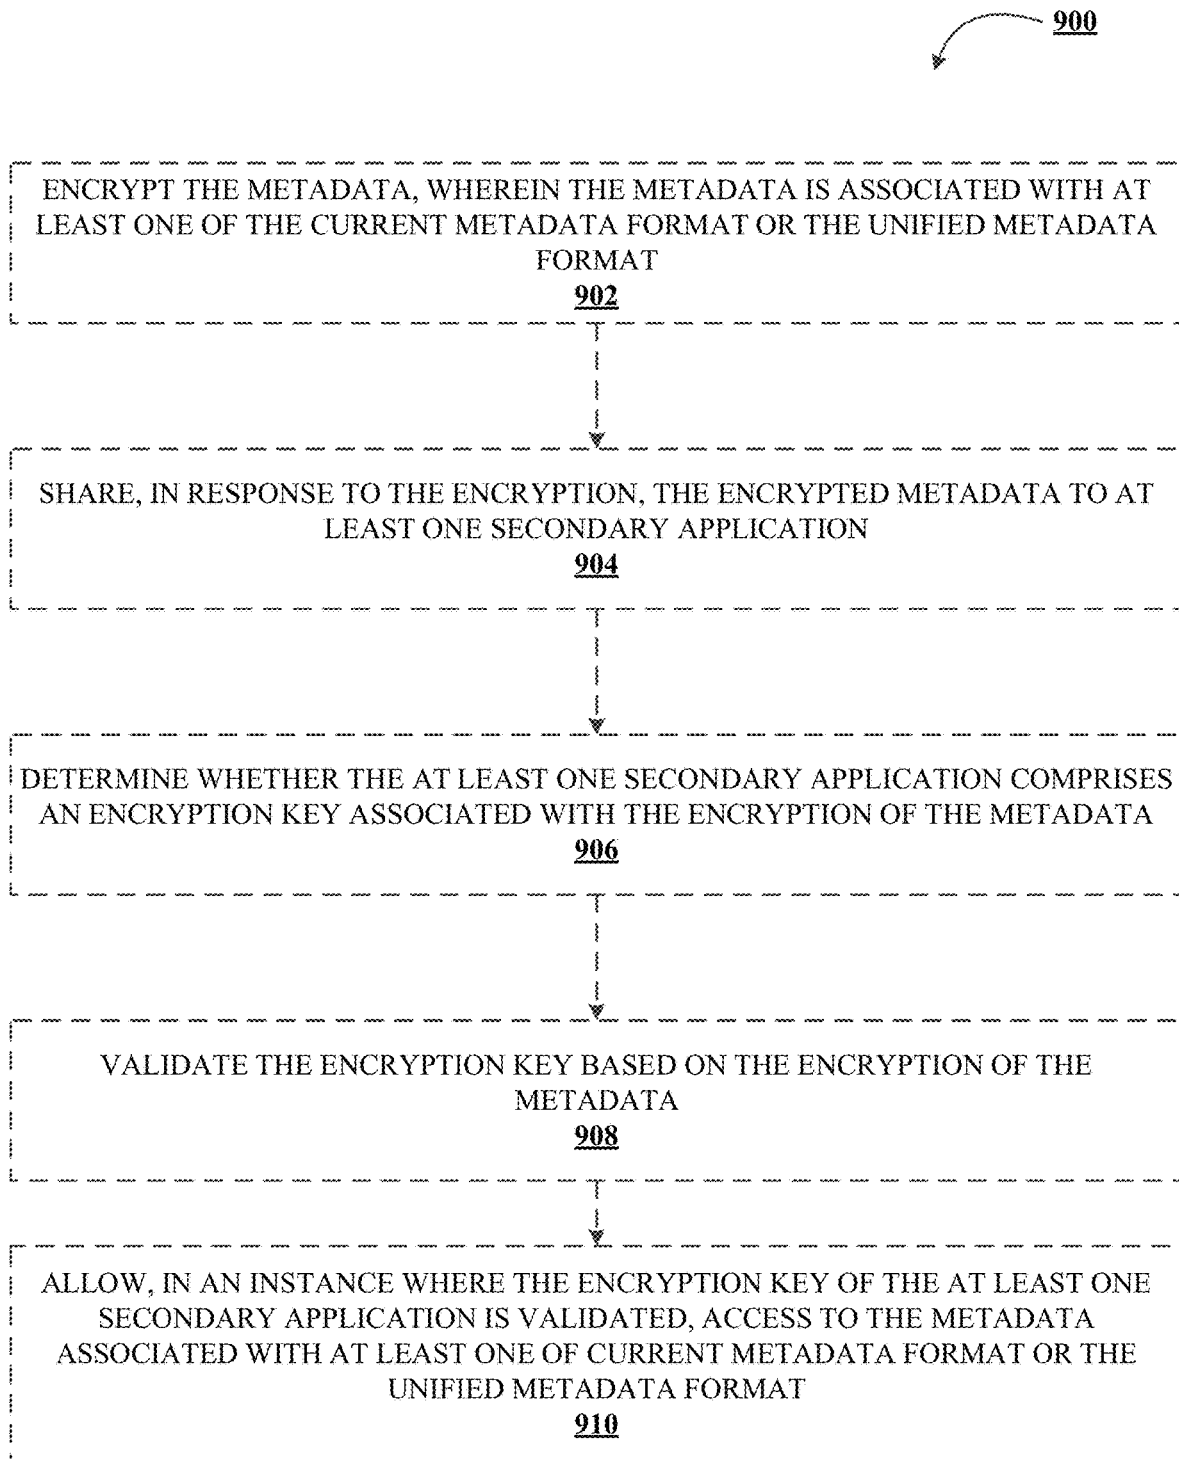 900
ENCRYPT THE METADATA, WHEREIN THE METADATA IS ASSOCIATED WITH AT
LEAST ONE OF THE CURRENT METADATA FORMAT OR THE UNIFIED METADATA
FORMAT
902
SHARE, IN RESPONSE TO THE ENCRYPTION, THE ENCRYPTED METADATA TO AT
LEAST ONE SECONDARY APPLICATION
904
DETERMINE WHETHER THE AT LEAST ONE SECONDARY APPLICATION COMPRISES
AN ENCRYPTION KEY ASSOCIATED WITH THE ENCRYPTION OF THE METADATA
906
VALIDATE THE ENCRYPTION KEY BASED ON THE ENCRYPTION OF THE
METADATA
908
ALLOW, IN AN INSTANCE WHERE THE ENCRYPTION KEY OF THE AT LEAST ONE
SECONDARY APPLICATION IS VALIDATED, ACCESS TO THE METADATA
ASSOCIATED WITH AT LEAST ONE OF CURRENT METADATA FORMAT OR THE
UNIFIED METADATA FORMAT
910